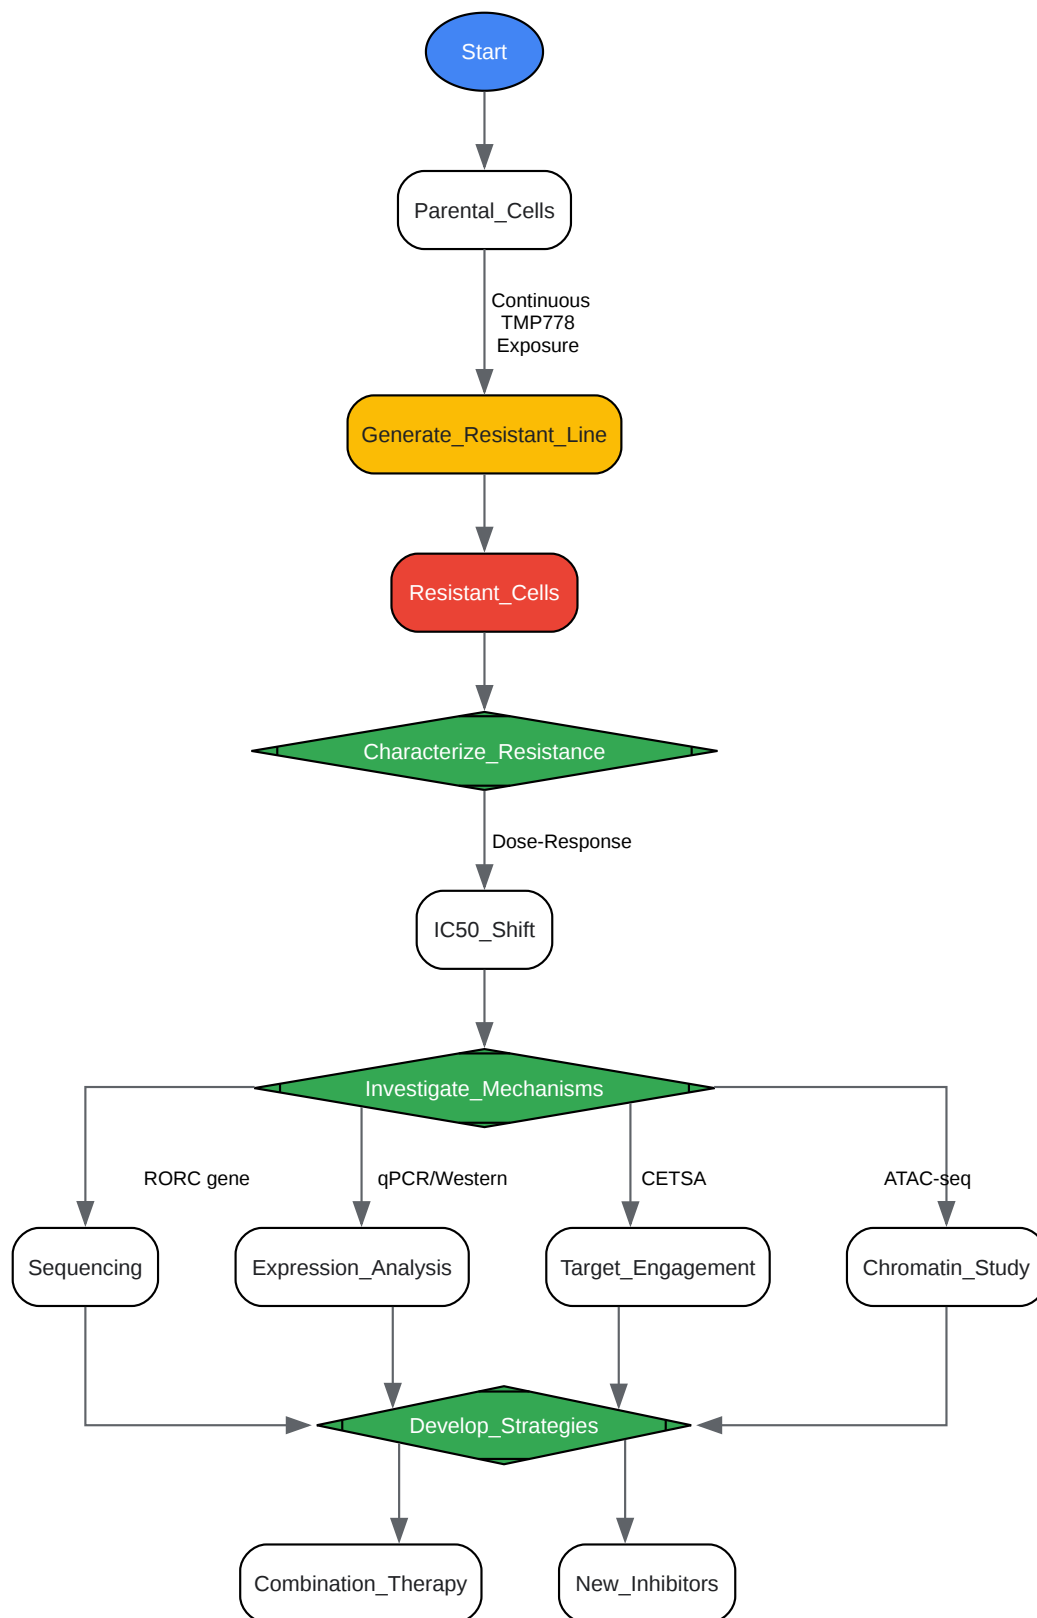 Start
Parental_Cells
Continuous
TMP778
Exposure
Generate_Resistant_Line
Resistant_Cells
Characterize_Resistance
Dose-Response
IC50_Shift
Investigate_Mechanisms
RORC gene
qPCR/Western
CETSA
ATAC-seq
Sequencing
Expression_Analysis
Target_Engagement
Chromatin_Study
Develop_Strategies
Combination_Therapy
New_Inhibitors